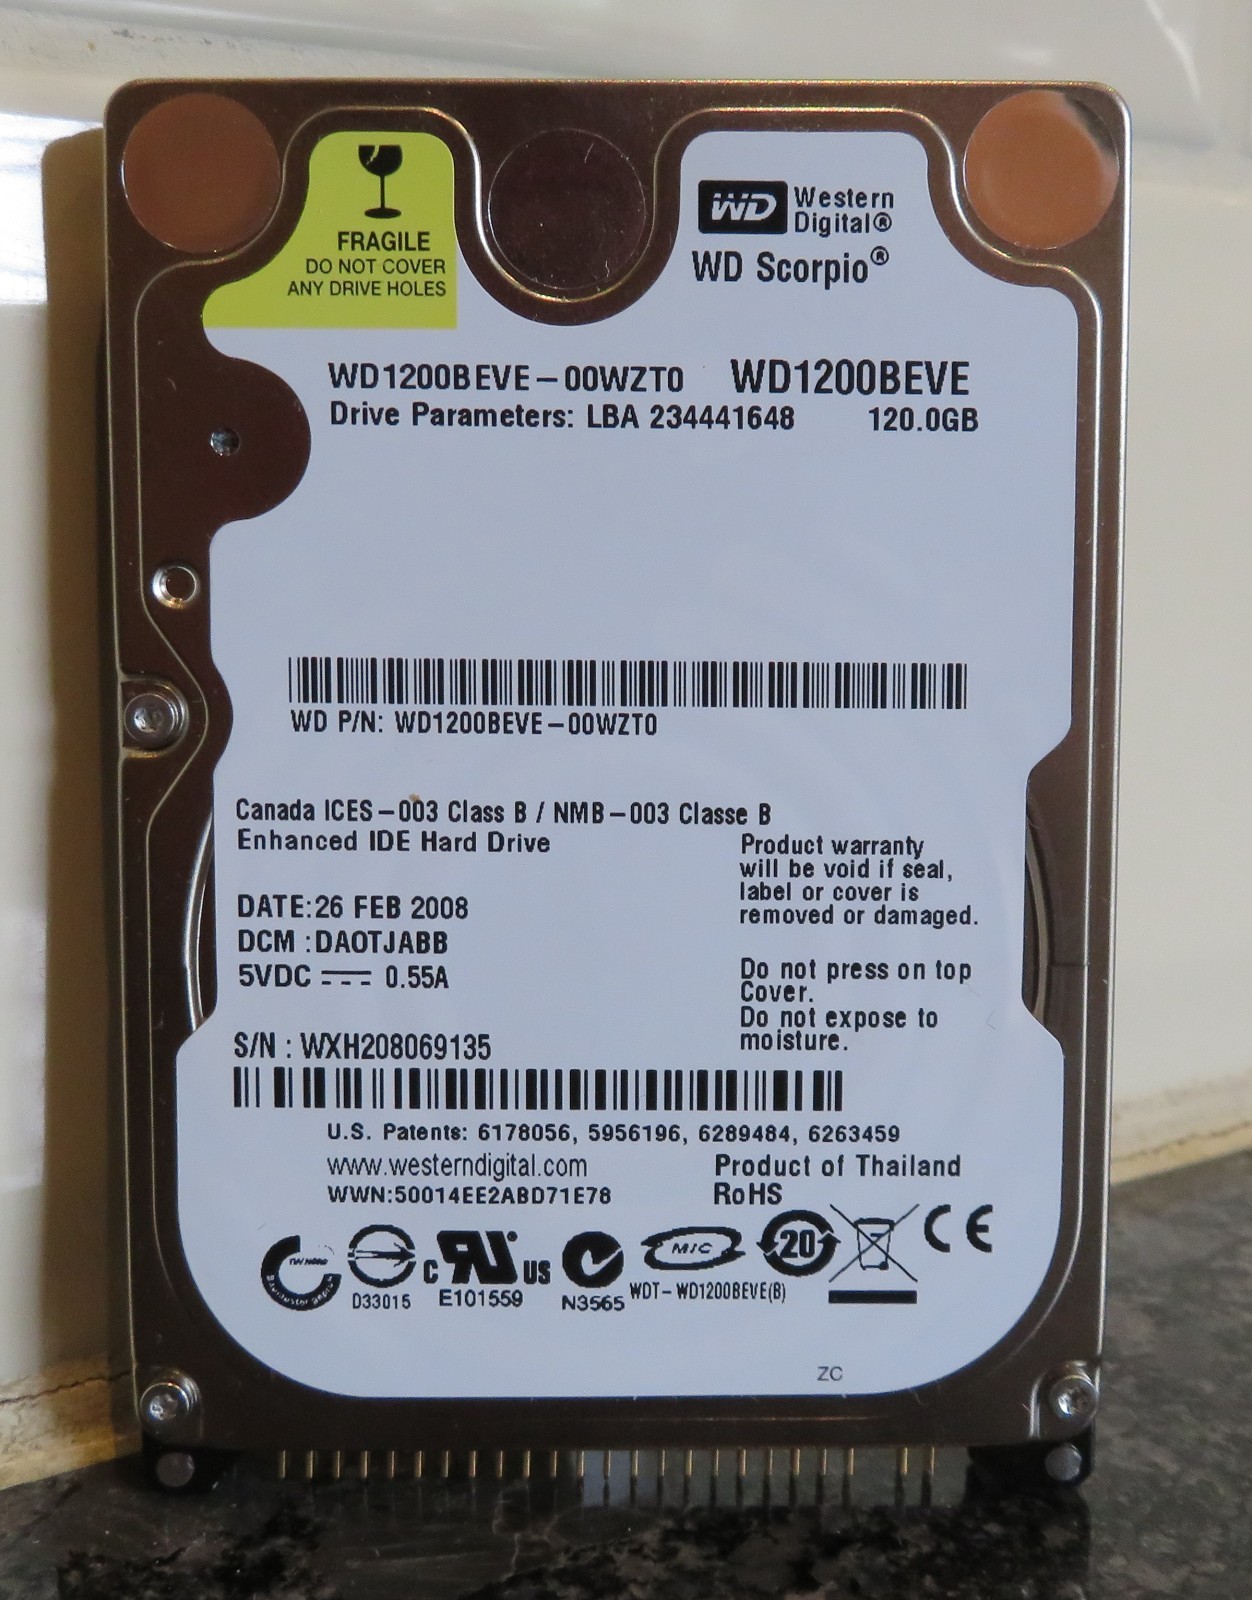 FRAGILE
DO NOT COVER
ANY DRIVE HOLES
WD Western
Digital®
WD Scorpio®
WD1200BEVE-00WZT0 WD1200BEVE
Drive Parameters: LBA 234441648 120.0GB
WD P/N: WD1200BEVE-00WZT0
Canada ICES-003 Class B / NMB-003 Classe B
Enhanced IDE Hard Drive
Product warranty
will be void if seal,
label or cover is
removed or damaged.
DATE:26 FEB 2008
DCM :DAOTJABB
5VDC 0.55A
Do not press on top
Cover.
Do not expose to
moisture.
S/N : WXH208069135
U.S. Patents: 6178056, 5956196, 6289484, 6263459
www.westerndigital.com Product of Thailand
WWN:50014EE2ABD71E78 RoHS
D33015
C RU US
E101559
N3565
MIC
WDT-WD1200BEVE(B)
20
CE
ZC